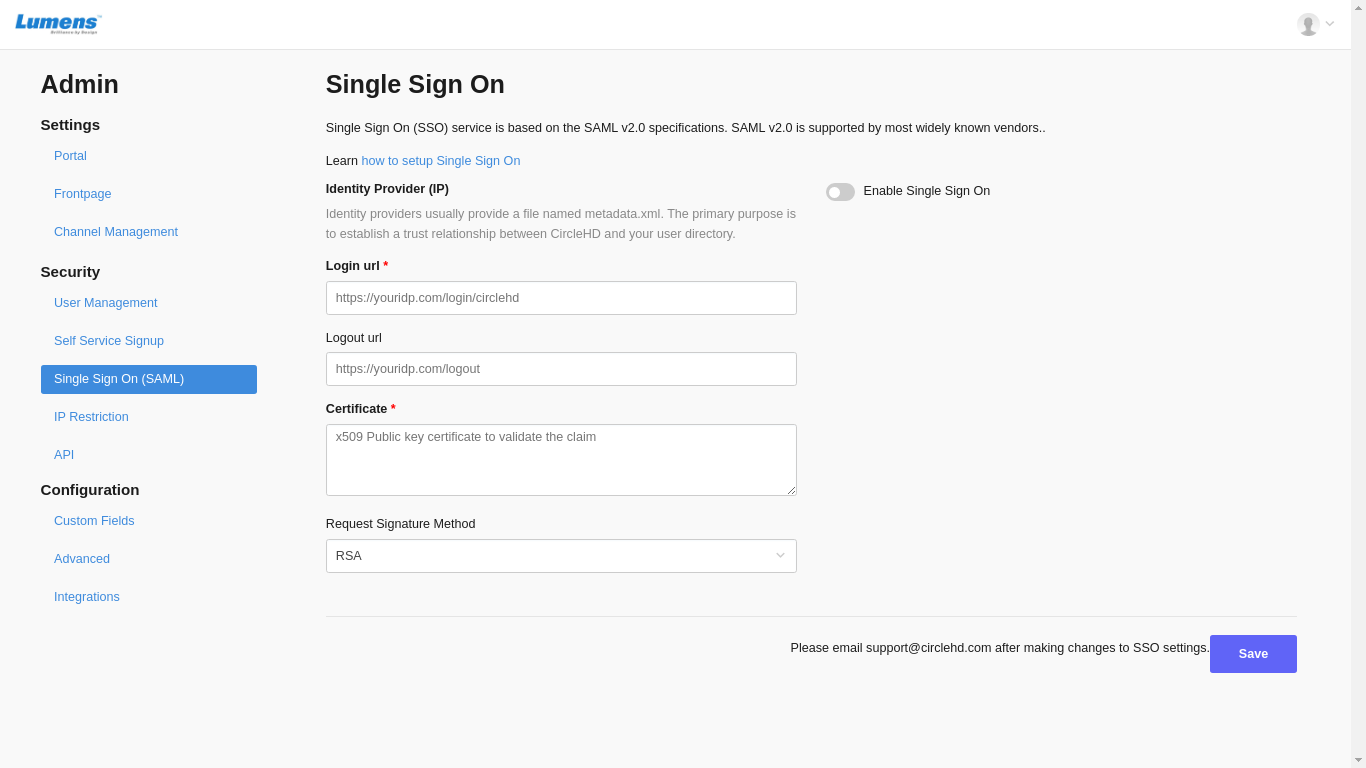 Lumens
Brilliance by Design
Admin
Settings
Portal
Frontpage
Channel Management
Security
User Management
Self Service Signup
Single Sign On (SAML)
IP Restriction
API
Configuration
Custom Fields
Advanced
Integrations
Single Sign On
Single Sign On (SSO) service is based on the SAML v2.0 specifications. SAML v2.0 is supported by most widely known vendors..
Learn how to setup Single Sign On
Identity Provider (IP)
Identity providers usually provide a file named metadata.xml. The primary purpose is
to establish a trust relationship between CircleHD and your user directory.
Enable Single Sign On
Login url *
https://youridp.com/login/circlehd
Logout url
https://youridp.com/logout
Certificate *
x509 Public key certificate to validate the claim
Request Signature Method
RSA
Please email support@circlehd.com after making changes to SSO settings.
Save